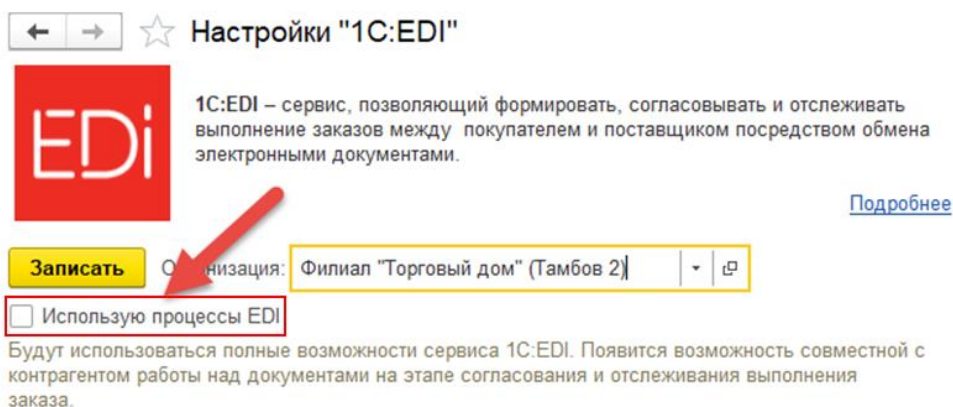 Настройки "1C:EDI"
EDi
1C:EDI – сервис, позволяющий формировать, согласовывать и отслеживать
выполнение заказов между покупателем и поставщиком посредством обмена
электронными документами.
Подробнее
Записать Организация: Филиал "Торговый дом" (Тамбов 2)
Использую процессы EDI
Будут использоваться полные возможности сервиса 1C:EDI. Появится возможность совместной с
контрагентом работы над документами на этапе согласования и отслеживания выполнения
заказа.